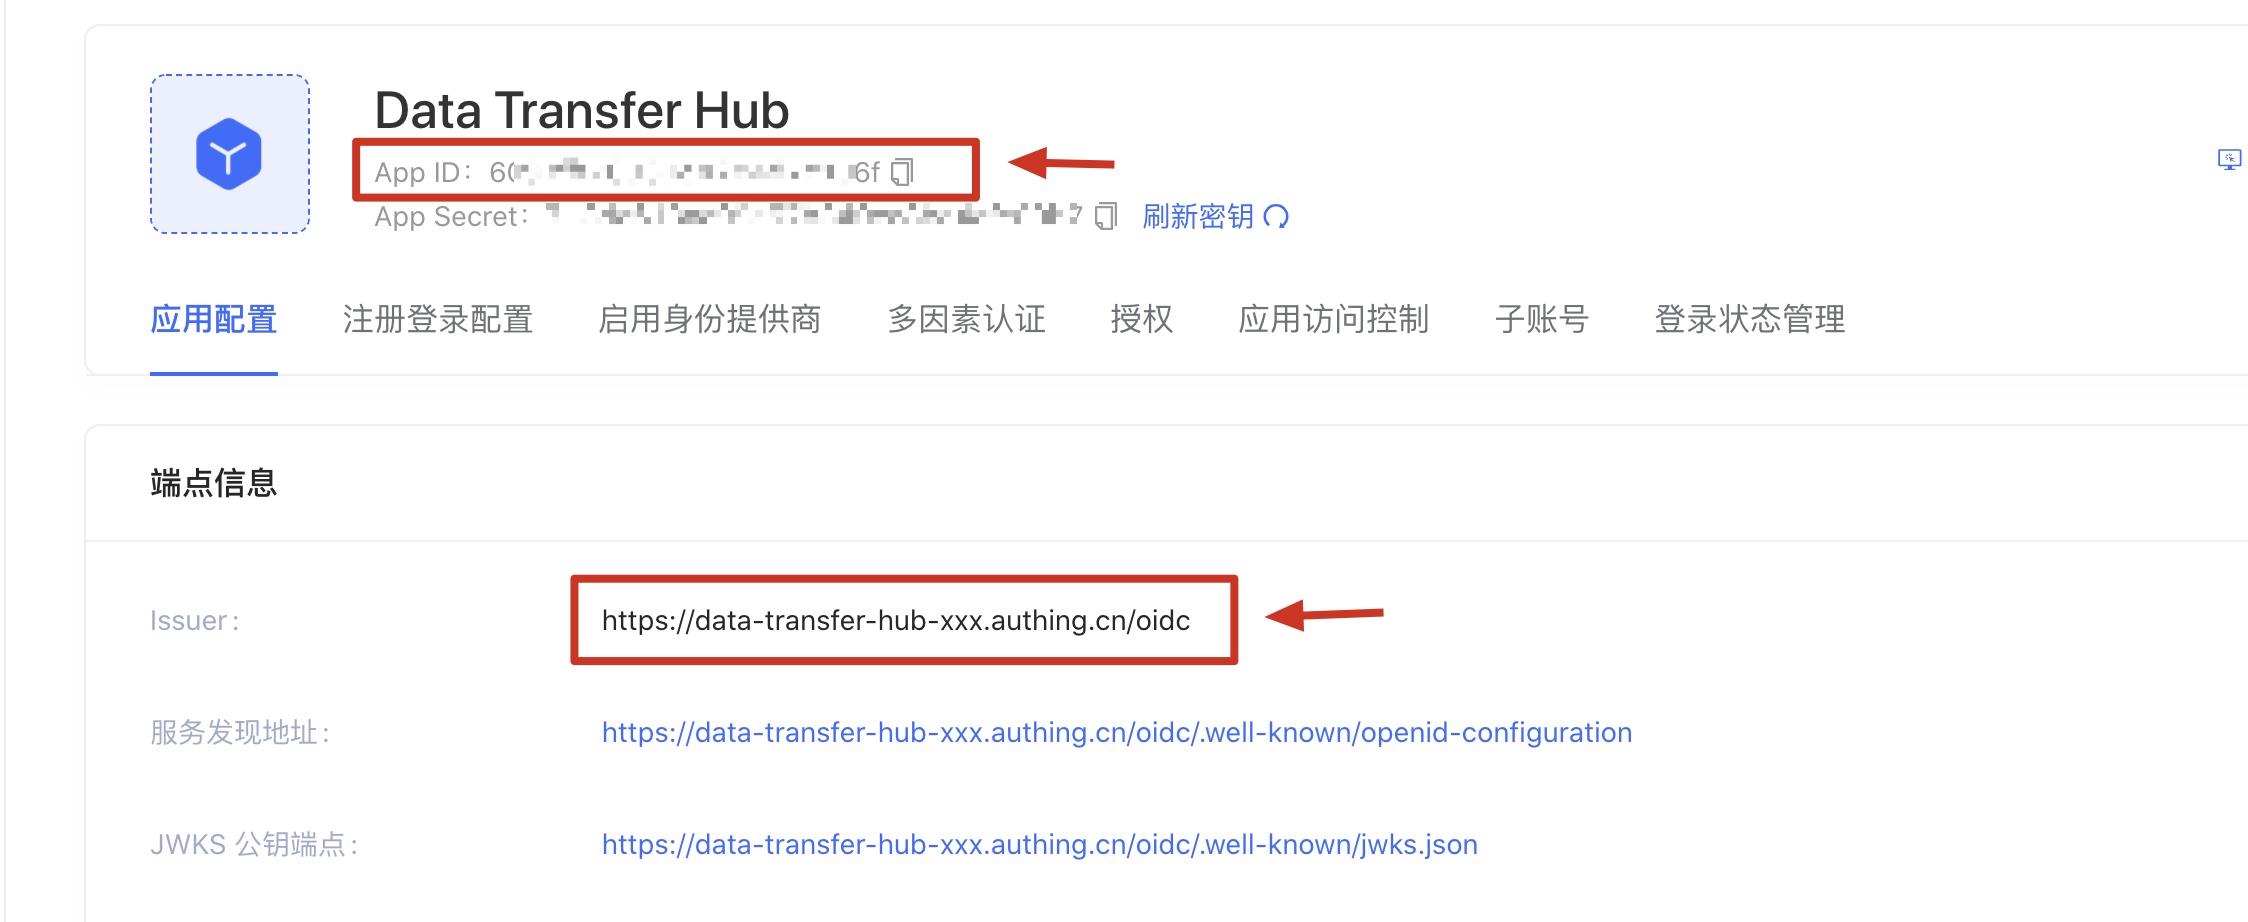 Data Transfer Hub
App ID：
App Secret：
刷新密钥
应用配置 注册登录配置 启用身份提供商 多因素认证 授权 应用访问控制 子账号 登录状态管理
端点信息
Issuer： https://data-transfer-hub-xxx.authing.cn/oidc
服务发现地址： https://data-transfer-hub-xxx.authing.cn/oidc/.well-known/openid-configuration
JWKS 公钥端点： https://data-transfer-hub-xxx.authing.cn/oidc/.well-known/jwks.json